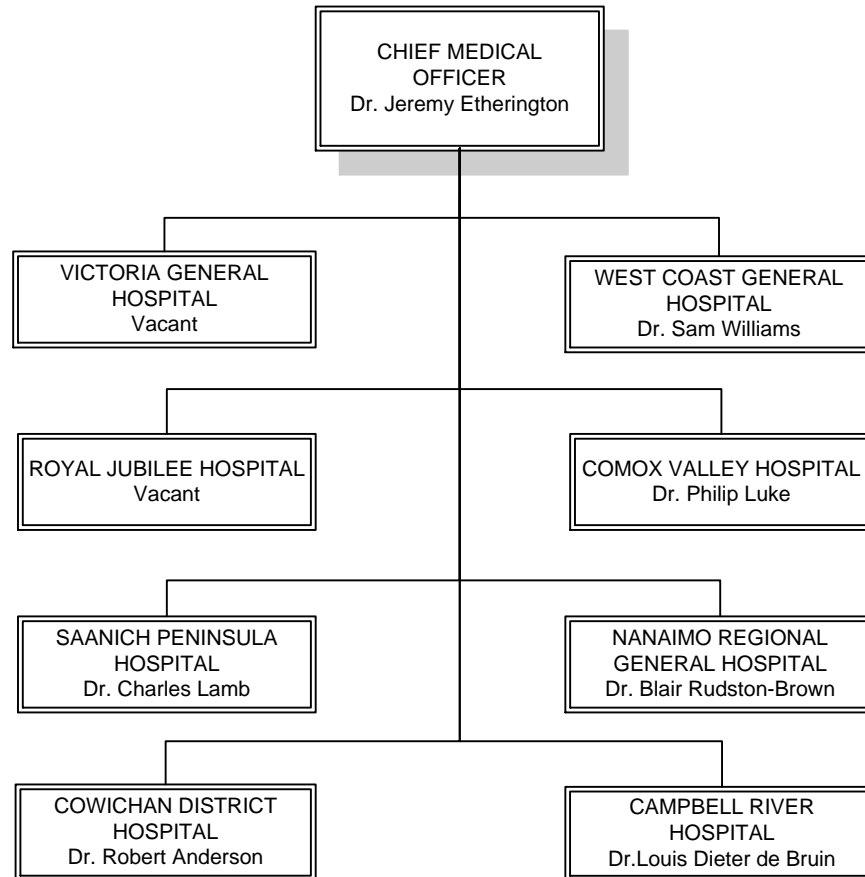 CHIEF MEDICAL
OFFICER
Dr. Jeremy Etherington
VICTORIA GENERAL
HOSPITAL
Vacant
WEST COAST GENERAL
HOSPITAL
Dr. Sam Williams
ROYAL JUBILEE HOSPITAL
Vacant
COMOX VALLEY HOSPITAL
Dr. Philip Luke
SAANICH PENINSULA
HOSPITAL
Dr. Charles Lamb
NANAIMO REGIONAL
GENERAL HOSPITAL
Dr. Blair Rudston-Brown
COWICHAN DISTRICT
HOSPITAL
Dr. Robert Anderson
CAMPBELL RIVER
HOSPITAL
Dr.Louis Dieter de Bruin